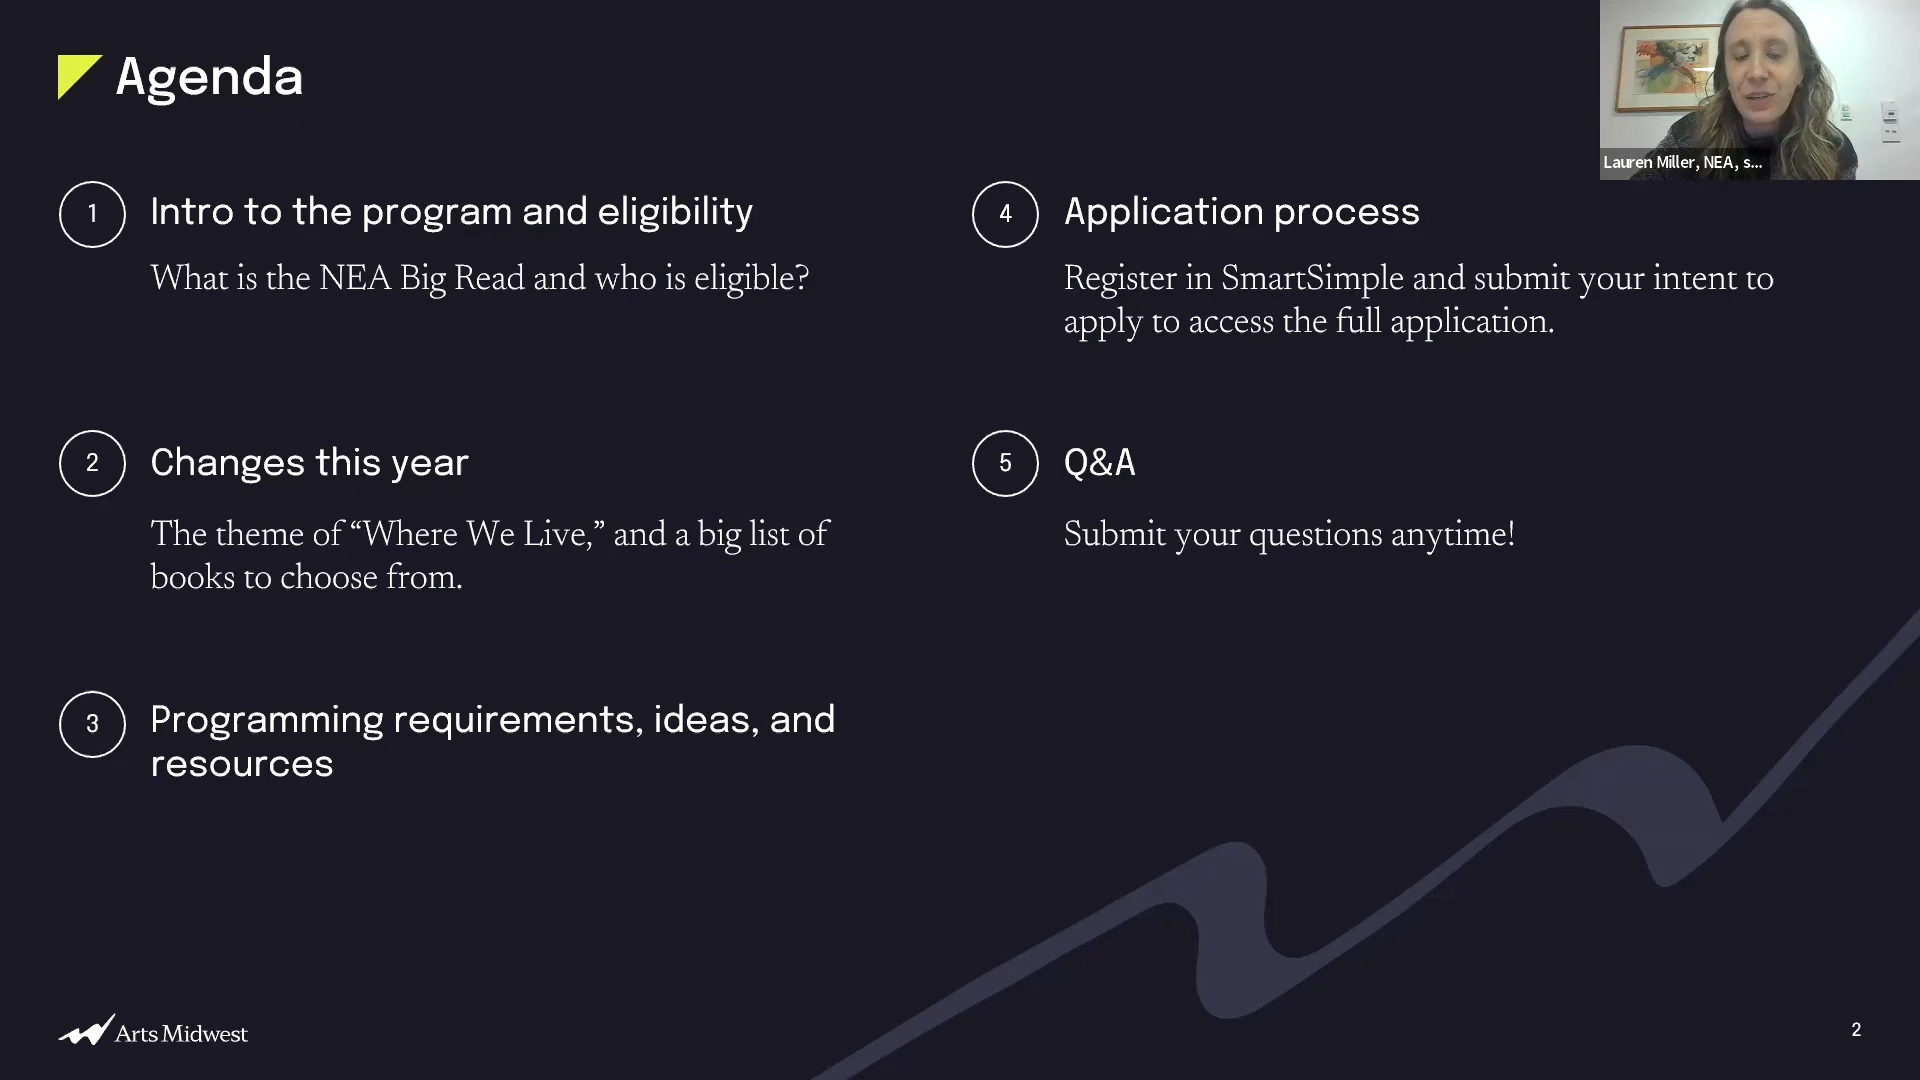 Agenda
Lauren Miller, NEA, s...
1
Intro to the program and eligibility
What is the NEA Big Read and who is eligible?
2
Changes this year
The theme of “Where We Live,” and a big list of
books to choose from.
3
Programming requirements, ideas, and
resources
4
Application process
Register in SmartSimple and submit your intent to
apply to access the full application.
5
Q&A
Submit your questions anytime!
Arts Midwest
2